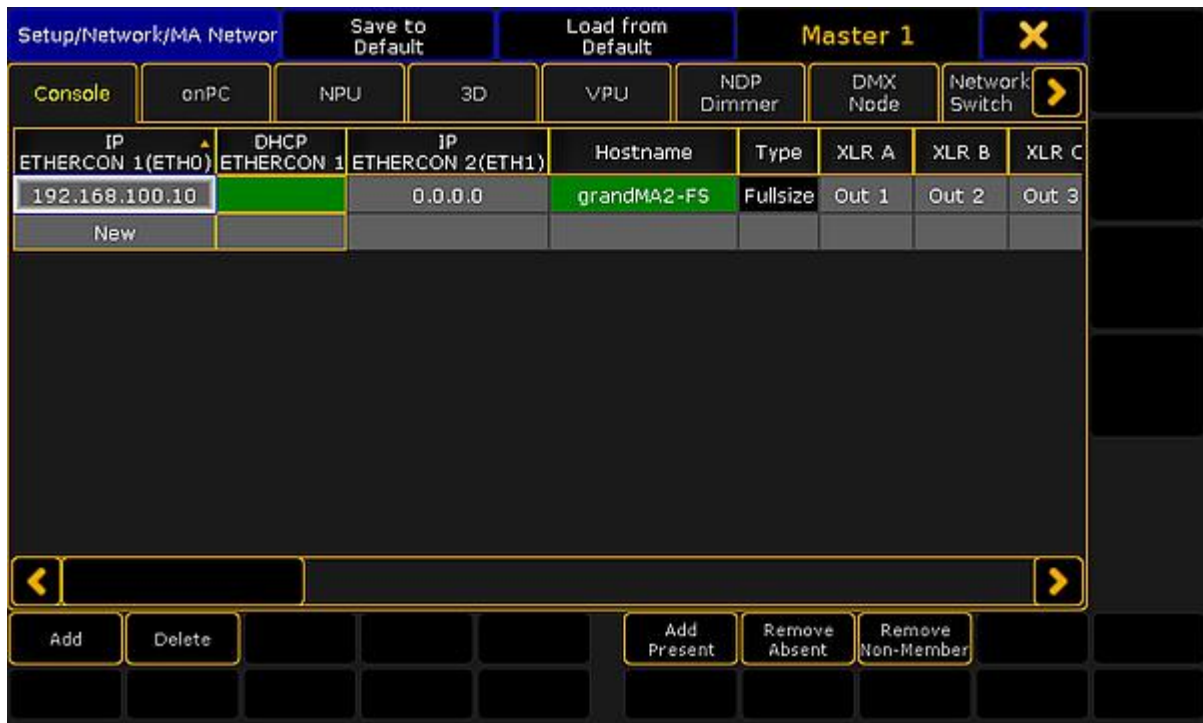 Setup/Network/MA Networ
Save to
Default
Load from
Default
Master 1
Console
onPC
NPU
3D
VPU
NDP
Dimmer
DMX
Node
Network
Switch
IP
ETHERCON 1(ETH0)
DHCP
ETHERCON 1
IP
ETHERCON 2(ETH1)
Hostname
Type
XLR A
XLR B
XLR C
192.168.100.10
0.0.0.0
grandMA2-FS
Fullsize
Out 1
Out 2
Out 3
New
Add
Delete
Add
Present
Remove
Absent
Remove
Non-Member